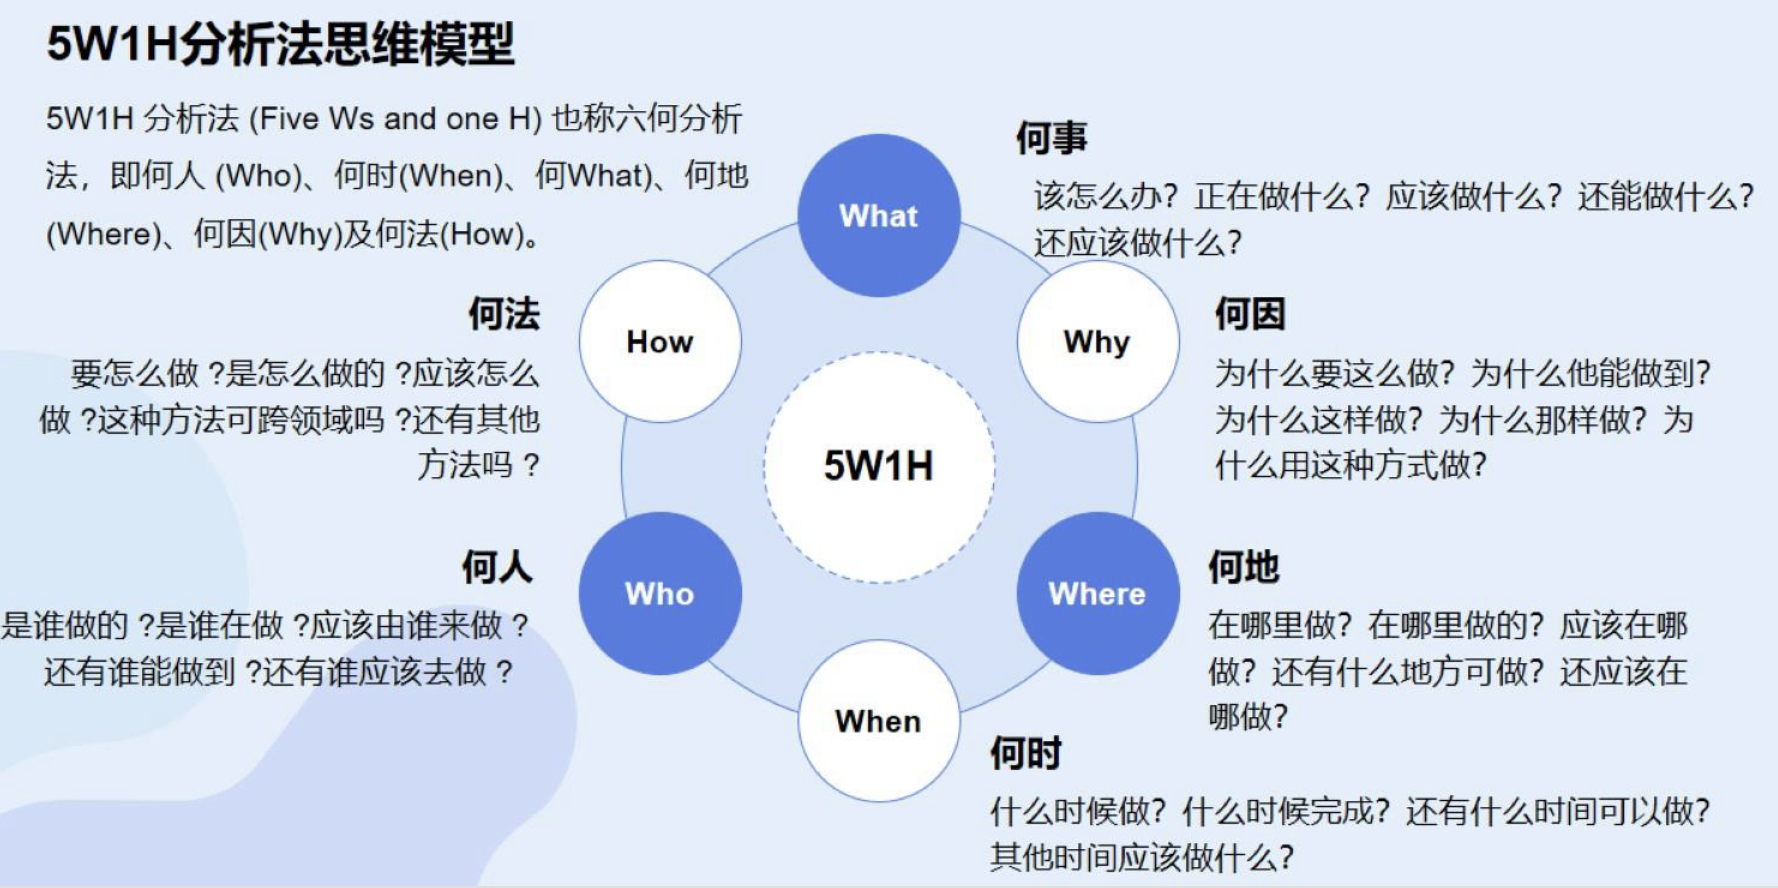 5W1H分析法思维模型
5W1H 分析法 (Five Ws and one H) 也称六何分析
法，即何人 (Who)、何时(When)、何What)、何地
(Where)、何因(Why)及何法(How)。
What
何事
该怎么办？正在做什么？应该做什么？还能做什么？
还应该做什么？
Why
何因
为什么要这么做？为什么他能做到？
为什么这样做？为什么那样做？为
什么用这种方式做？
Where
何地
在哪里做？在哪里做的？应该在哪
做？还有什么地方可做？还应该在
哪做？
When
何时
什么时候做？什么时候完成？还有什么时间可以做？
其他时间应该做什么？
Who
何人
是谁做的 ?是谁在做 ?应该由谁来做 ?
还有谁能做到 ?还有谁应该去做 ?
How
何法
要怎么做 ?是怎么做的 ?应该怎么
做 ?这种方法可跨领域吗 ?还有其他
方法吗 ?
5W1H